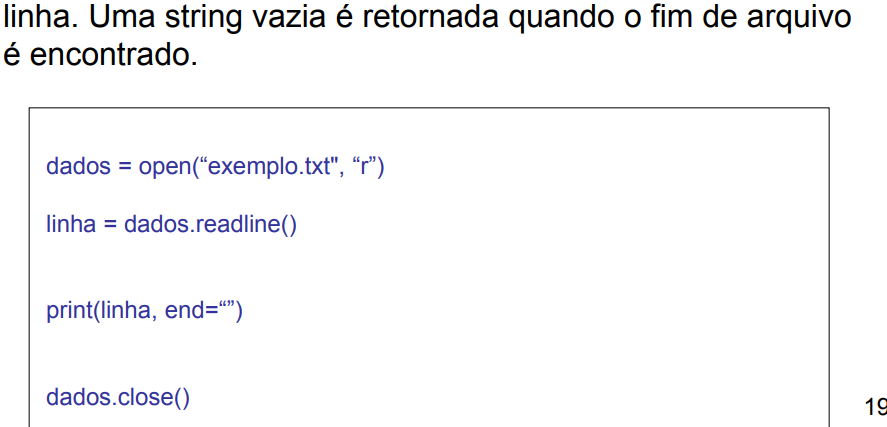 linha. Uma string vazia é retornada quando o fim de arquivo
é encontrado.
dados = open(“exemplo.txt", “r”)
linha = dados.readline()
print(linha, end=“”)
dados.close()
19